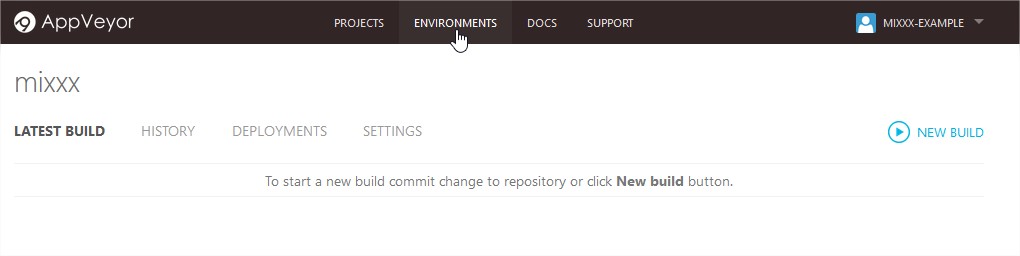 AppVeyor PROJECTS ENVIRONMENTS DOCS SUPPORT MIXXX-EXAMPLE
mixxx
LATEST BUILD HISTORY DEPLOYMENTS SETTINGS NEW BUILD
To start a new build commit change to repository or click New build button.